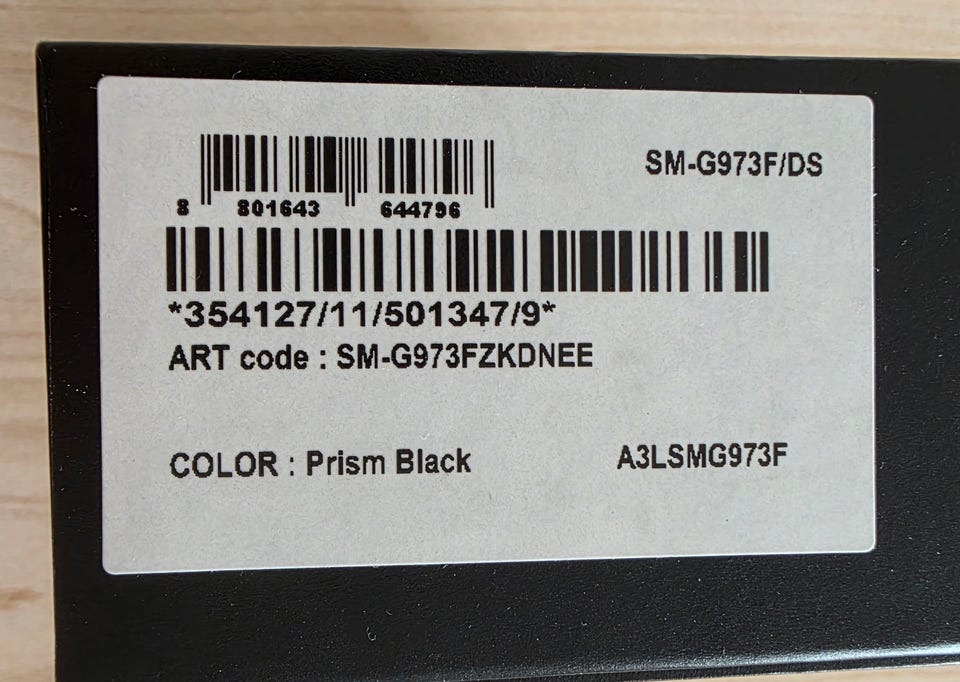 SM-G973F/DS
8 801643 644796
*354127/11/501347/9*
ART code : SM-G973FZKDNEE
COLOR : Prism Black
A3LSMG973F